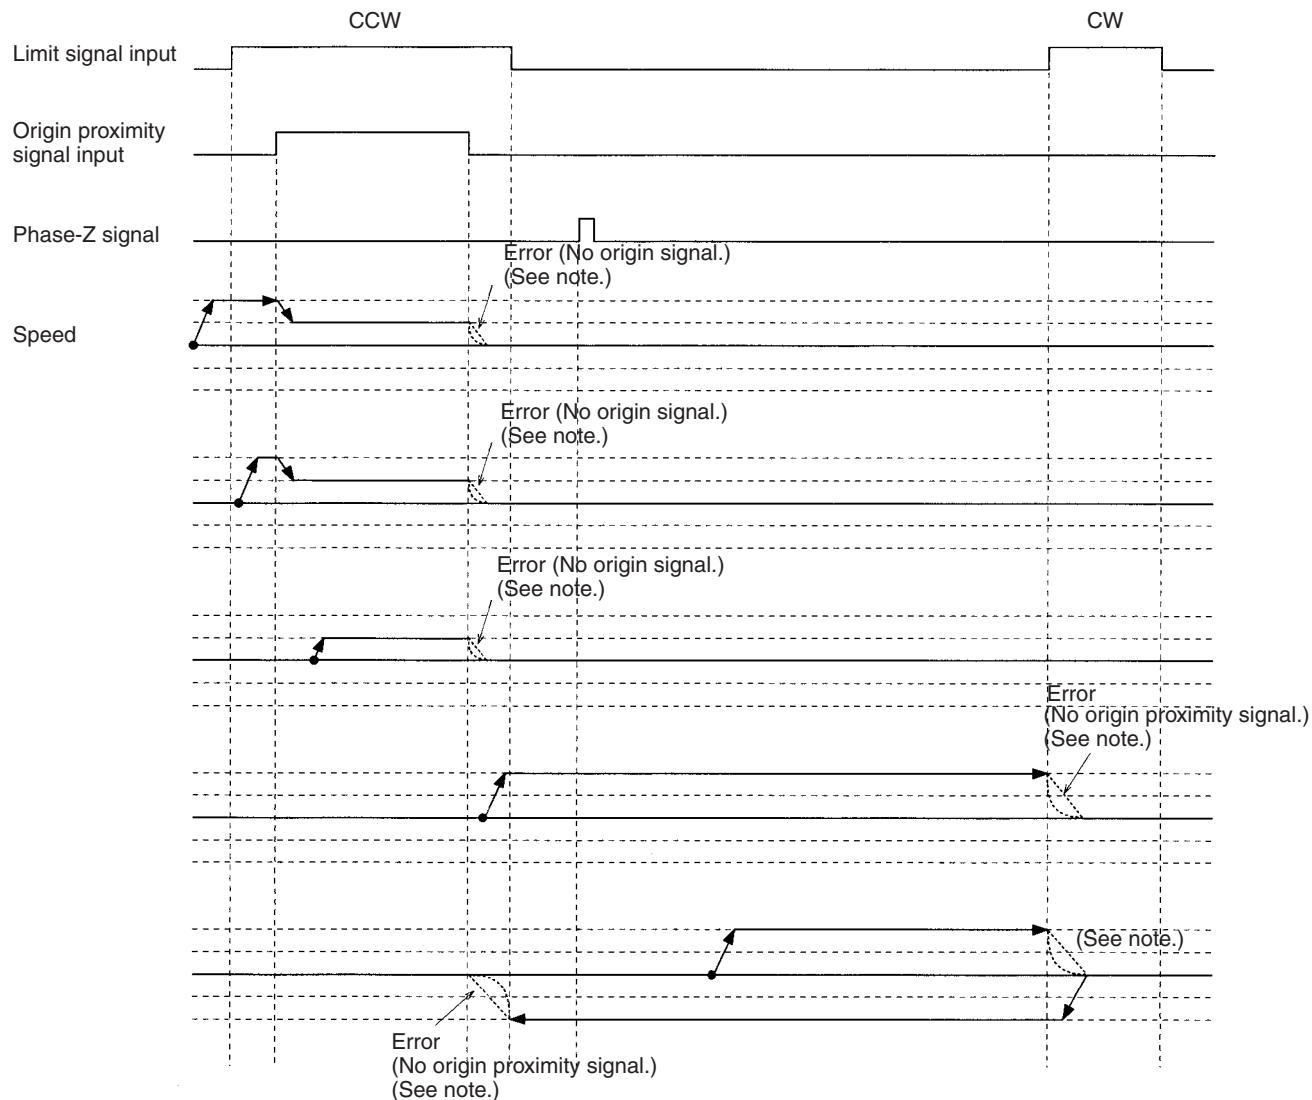 CCW
CW
Limit signal input
Origin proximity
signal input
Phase-Z signal
Error (No origin signal.)
(See note.)
Speed
Error (No origin signal.)
(See note.)
Error (No origin signal.)
(See note.)
Error
(No origin proximity signal.)
(See note.)
(See note.)
Error
(No origin proximity signal.)
(See note.)